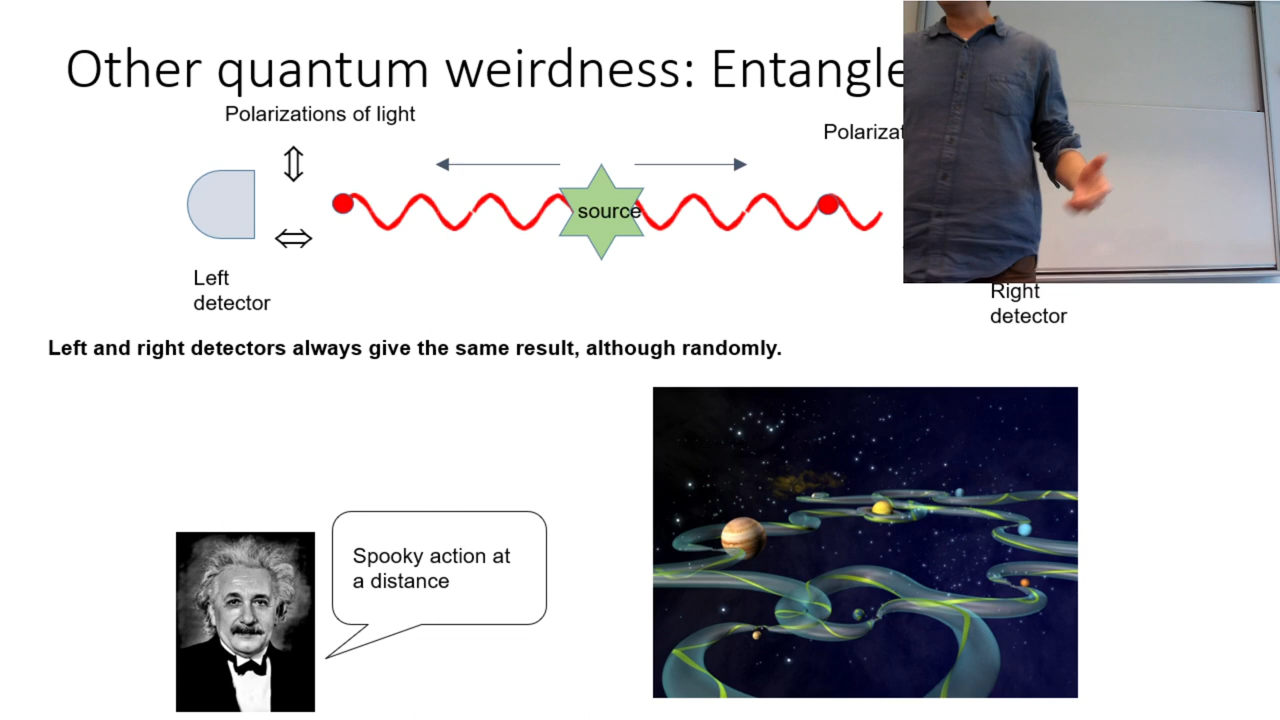 Other quantum weirdness: Entangle
Polarizations of light
Polarizat
source
Left
detector
Right
detector
Left and right detectors always give the same result, although randomly.
Spooky action at
a distance